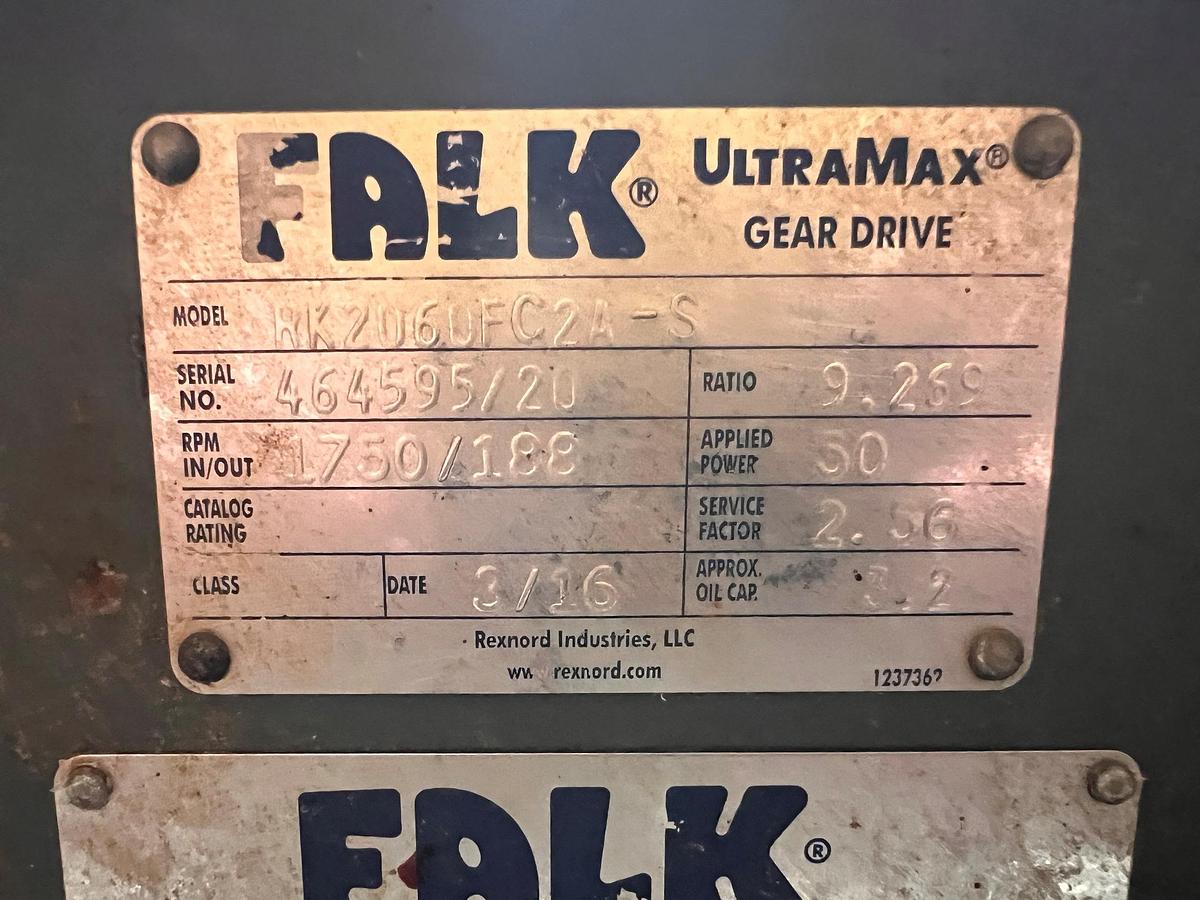 FALK® ULTRAMAX®
GEAR DRIVE
MODEL
SERIAL NO. 464595/20 RATIO 9.269
RPM IN/OUT 1750/188 APPLIED POWER 50
CATALOG RATING SERVICE FACTOR 2.56
CLASS DATE 3/16 APPROX. OIL CAP. 3.2
Rexnord Industries, LLC
rexnord.com
FALK®